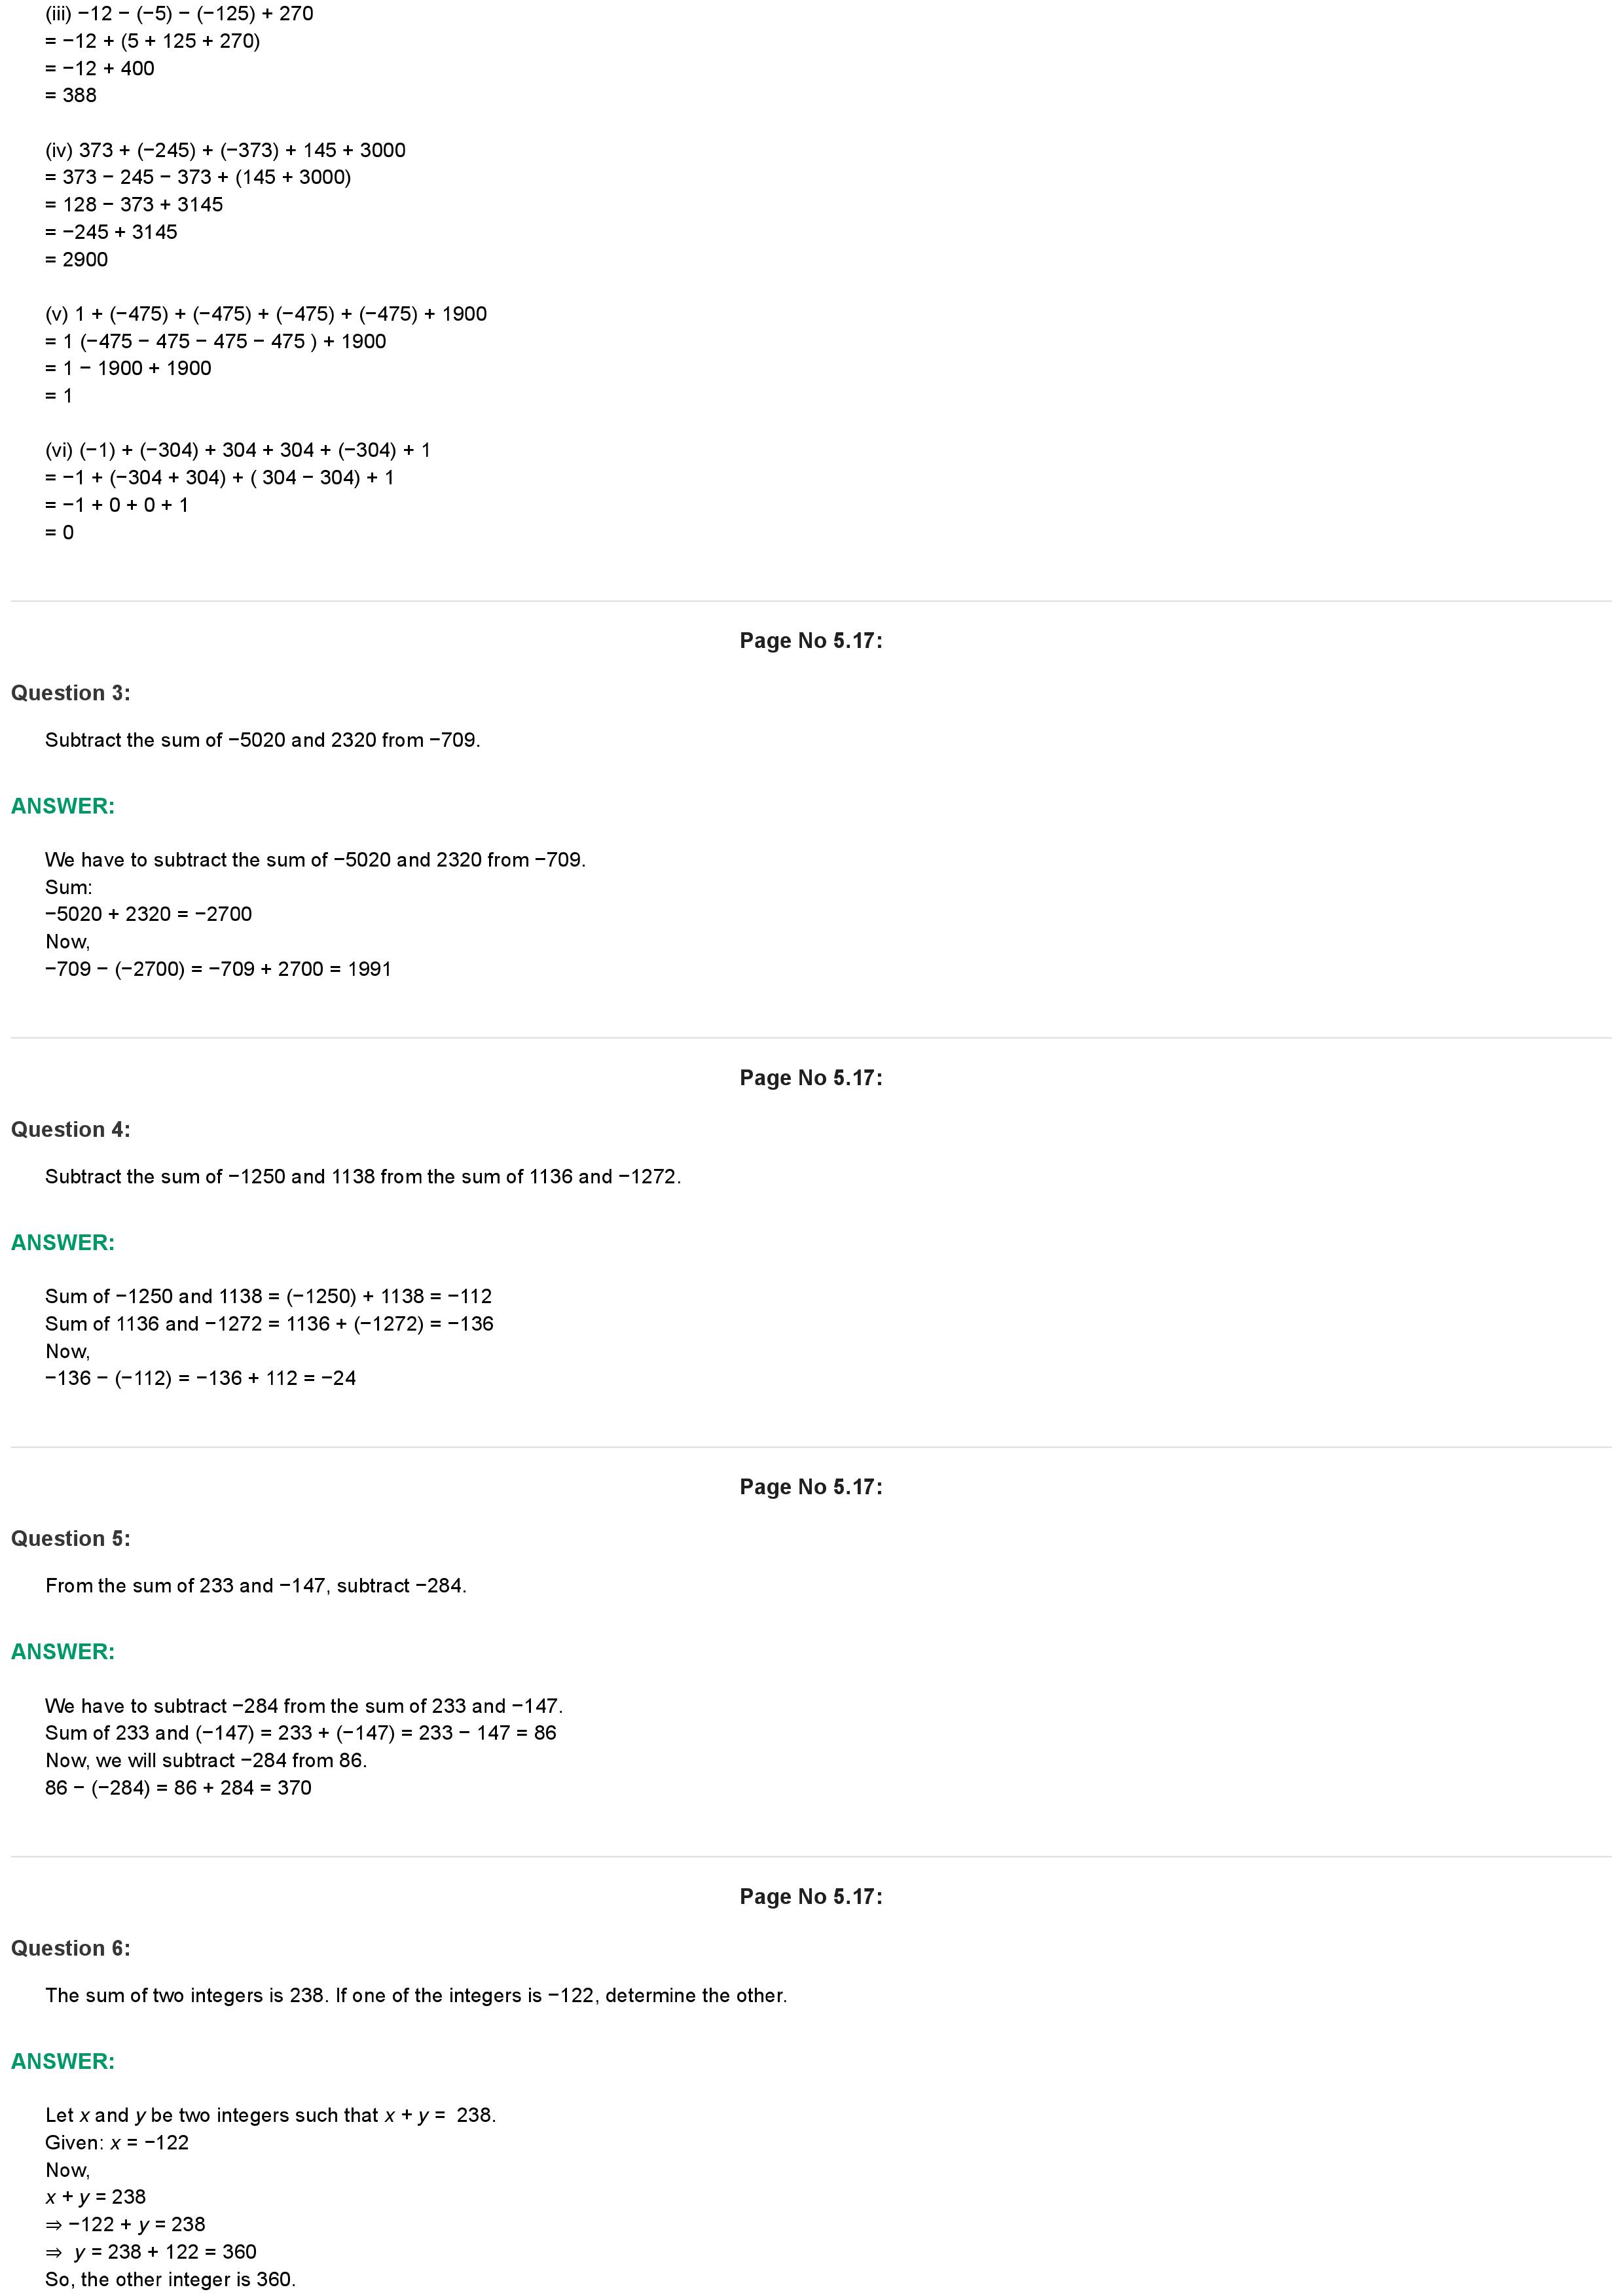 (iii) −12 − (−5) − (−125) + 270
= −12 + (5 + 125 + 270)
= −12 + 400
= 388
(iv) 373 + (−245) + (−373) + 145 + 3000
= 373 − 245 − 373 + (145 + 3000)
= 128 − 373 + 3145
= −245 + 3145
= 2900
(v) 1 + (−475) + (−475) + (−475) + (−475) + 1900
= 1 (−475 − 475 − 475 − 475 ) + 1900
= 1 − 1900 + 1900
= 1
(vi) (−1) + (−304) + 304 + 304 + (−304) + 1
= −1 + (−304 + 304) + ( 304 − 304) + 1
= −1 + 0 + 0 + 1
= 0
Page No 5.17:
Question 3:
Subtract the sum of −5020 and 2320 from −709.
ANSWER:
We have to subtract the sum of −5020 and 2320 from −709.
Sum:
−5020 + 2320 = −2700
Now,
−709 − (−2700) = −709 + 2700 = 1991
Page No 5.17:
Question 4:
Subtract the sum of −1250 and 1138 from the sum of 1136 and −1272.
ANSWER:
Sum of −1250 and 1138 = (−1250) + 1138 = −112
Sum of 1136 and −1272 = 1136 + (−1272) = −136
Now,
−136 − (−112) = −136 + 112 = −24
Page No 5.17:
Question 5:
From the sum of 233 and −147, subtract −284.
ANSWER:
We have to subtract −284 from the sum of 233 and −147.
Sum of 233 and (−147) = 233 + (−147) = 233 − 147 = 86
Now, we will subtract −284 from 86.
86 − (−284) = 86 + 284 = 370
Page No 5.17:
Question 6:
The sum of two integers is 238. If one of the integers is −122, determine the other.
ANSWER:
Let x and y be two integers such that x + y = 238.
Given: x = −122
Now,
x + y = 238
⇒ −122 + y = 238
⇒ y = 238 + 122 = 360
So, the other integer is 360.